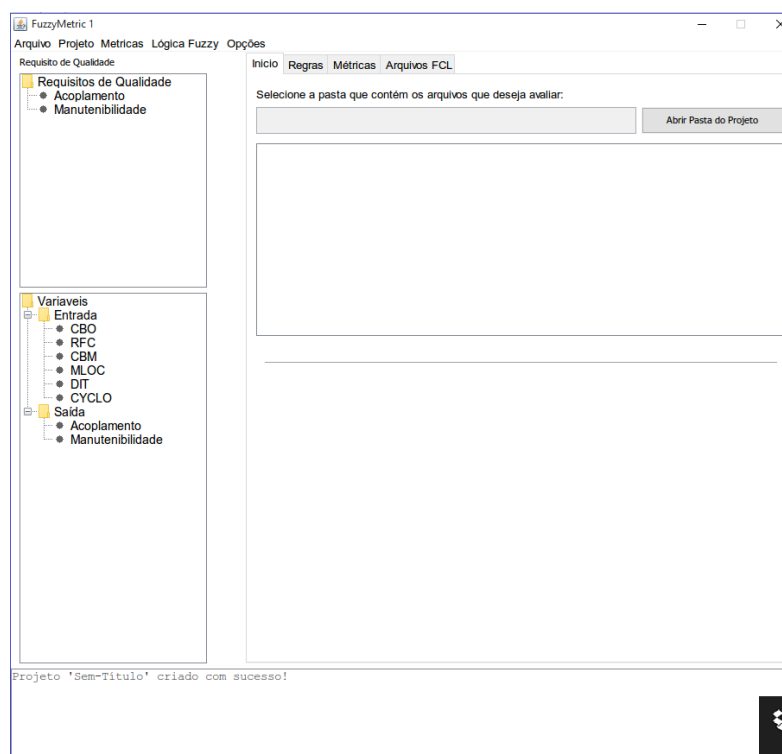 FuzzyMetric 1
Arquivo Projeto Metricas Lógica Fuzzy Opções
Requisito de Qualidade
Requisitos de Qualidade
Acoplamento
Manutenibilidade
Inicio Regras Métricas Arquivos FCL
Selecione a pasta que contém os arquivos que deseja avaliar:
Abrir Pasta do Projeto
Variaveis
Entrada
CBO
RFC
CBM
MLOC
DIT
CYCLO
Saída
Acoplamento
Manutenibilidade
Projeto 'Sem-Título' criado com sucesso!